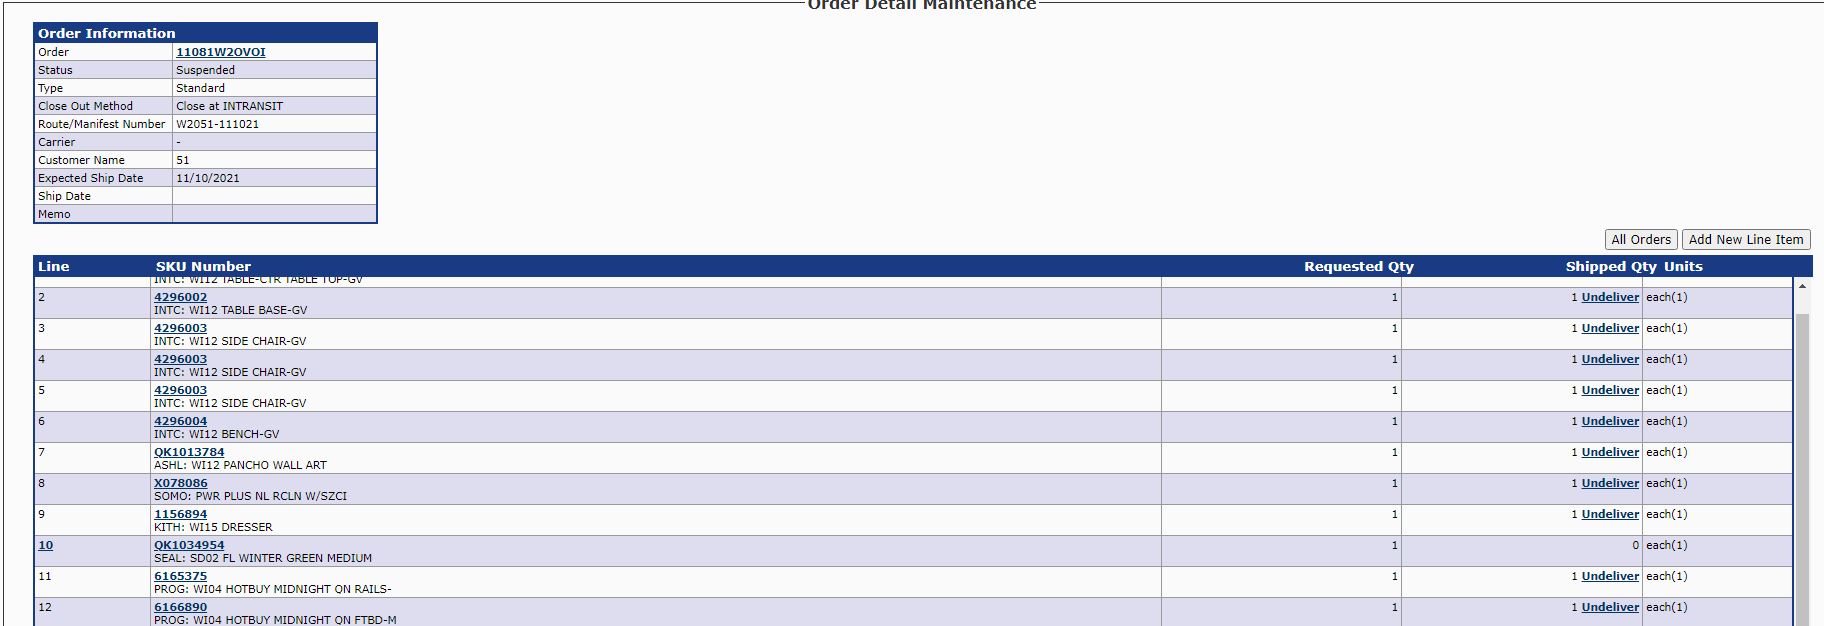 Order Detail Maintenance
Order Information
Order 11081W2OVOI
Status Suspended
Type Standard
Close Out Method Close at INTRANSIT
Route/Manifest Number W2051-111021
Carrier -
Customer Name 51
Expected Ship Date 11/10/2021
Ship Date
Memo
All Orders Add New Line Item
Line SKU Number Requested Qty Shipped Qty Units
INTC: WI12 TABLE-CTR TABLE TOP-GV
2 4296002 1 1 Undeliver each(1)
INTC: WI12 TABLE BASE-GV
3 4296003 1 1 Undeliver each(1)
INTC: WI12 SIDE CHAIR-GV
4 4296003 1 1 Undeliver each(1)
INTC: WI12 SIDE CHAIR-GV
5 4296003 1 1 Undeliver each(1)
INTC: WI12 SIDE CHAIR-GV
6 4296004 1 1 Undeliver each(1)
INTC: WI12 BENCH-GV
7 QK1013784 1 1 Undeliver each(1)
ASHL: WI12 PANCHO WALL ART
8 X078086 1 1 Undeliver each(1)
SOMO: PWR PLUS NL RCLN W/SZCI
9 1156894 1 1 Undeliver each(1)
KITH: WI15 DRESSER
10 QK1034954 1 0 each(1)
SEAL: SD02 FL WINTER GREEN MEDIUM
11 6165375 1 1 Undeliver each(1)
PROG: WI04 HOTBUY MIDNIGHT QN RAILS-
12 6166890 1 1 Undeliver each(1)
PROG: WI04 HOTBUY MIDNIGHT QN FTBD-M